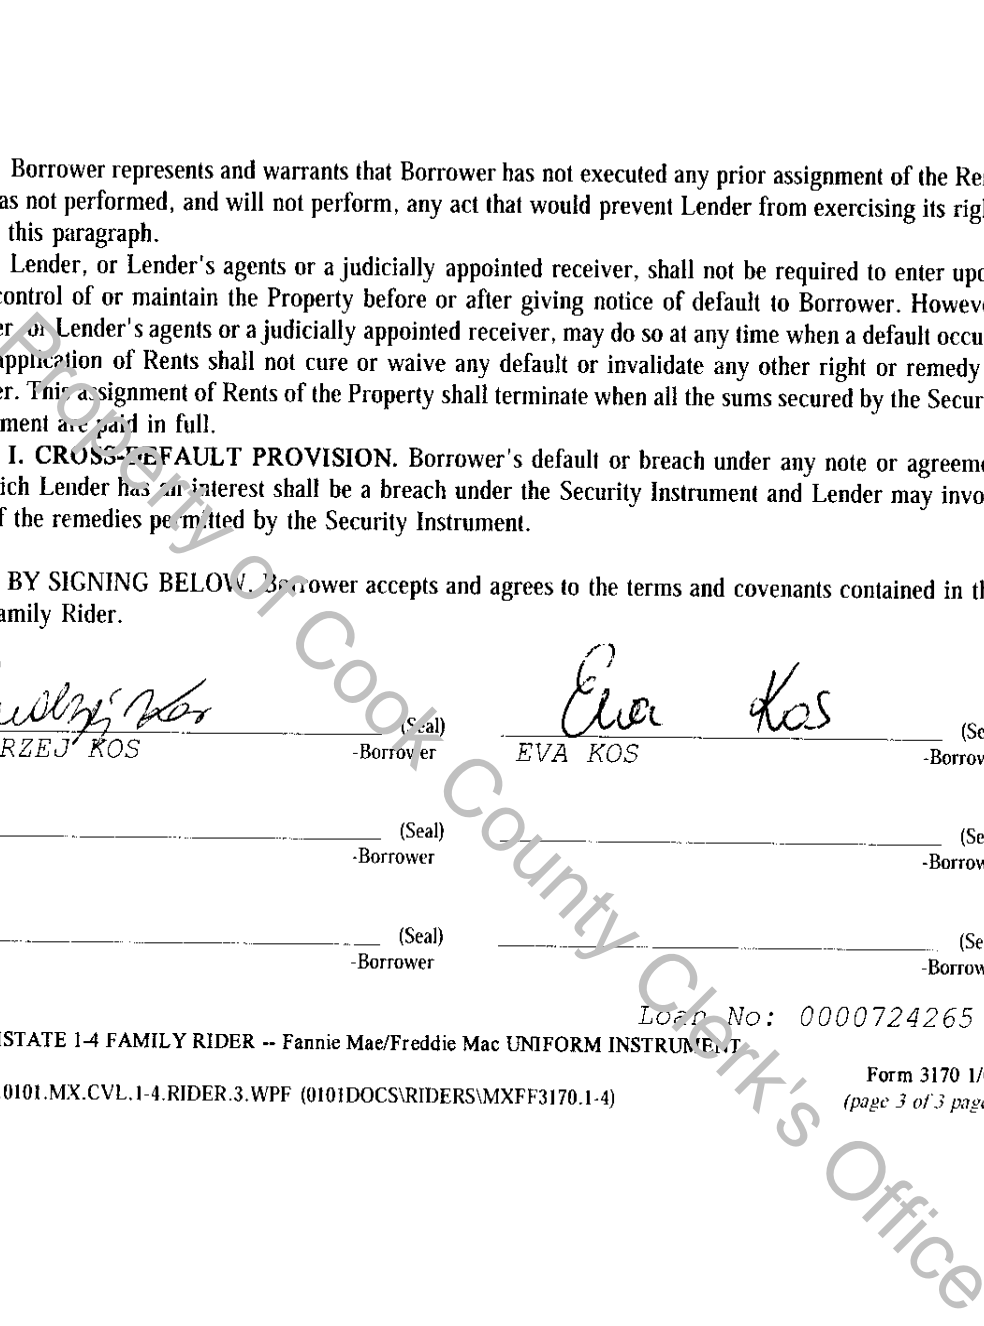 Borrower represents and warrants that Borrower has not executed any prior assignment of the Re
as not performed, and will not perform, any act that would prevent Lender from exercising its rig
this paragraph.
Lender, or Lender's agents or a judicially appointed receiver, shall not be required to enter upo
control of or maintain the Property before or after giving notice of default to Borrower. Howeve
er or Lender's agents or a judicially appointed receiver, may do so at any time when a default occu
application of Rents shall not cure or waive any default or invalidate any other right or remedy
er. This assignment of Rents of the Property shall terminate when all the sums secured by the Secur
ment are paid in full.
I. CROSS-DEFAULT PROVISION. Borrower's default or breach under any note or agreeme
ich Lender has an interest shall be a breach under the Security Instrument and Lender may invo
f the remedies permitted by the Security Instrument.
BY SIGNING BELOW, Borrower accepts and agrees to the terms and covenants contained in th
amily Rider.
Eva Kos
(Seal) (Se
RZEJ KOS -Borrower EVA KOS -Borrow
(Seal) (Se
-Borrower -Borrow
(Seal) (Se
-Borrower -Borrow
Loan No: 0000724265
STATE 1-4 FAMILY RIDER -- Fannie Mae/Freddie Mac UNIFORM INSTRUMENT
Form 3170 1/
0101.MX.CVL.1-4.RIDER.3.WPF (0101DOCS\RIDERS\MXFF3170.1-4) (page 3 of 3 page
Property of Cook County Clerk's Office